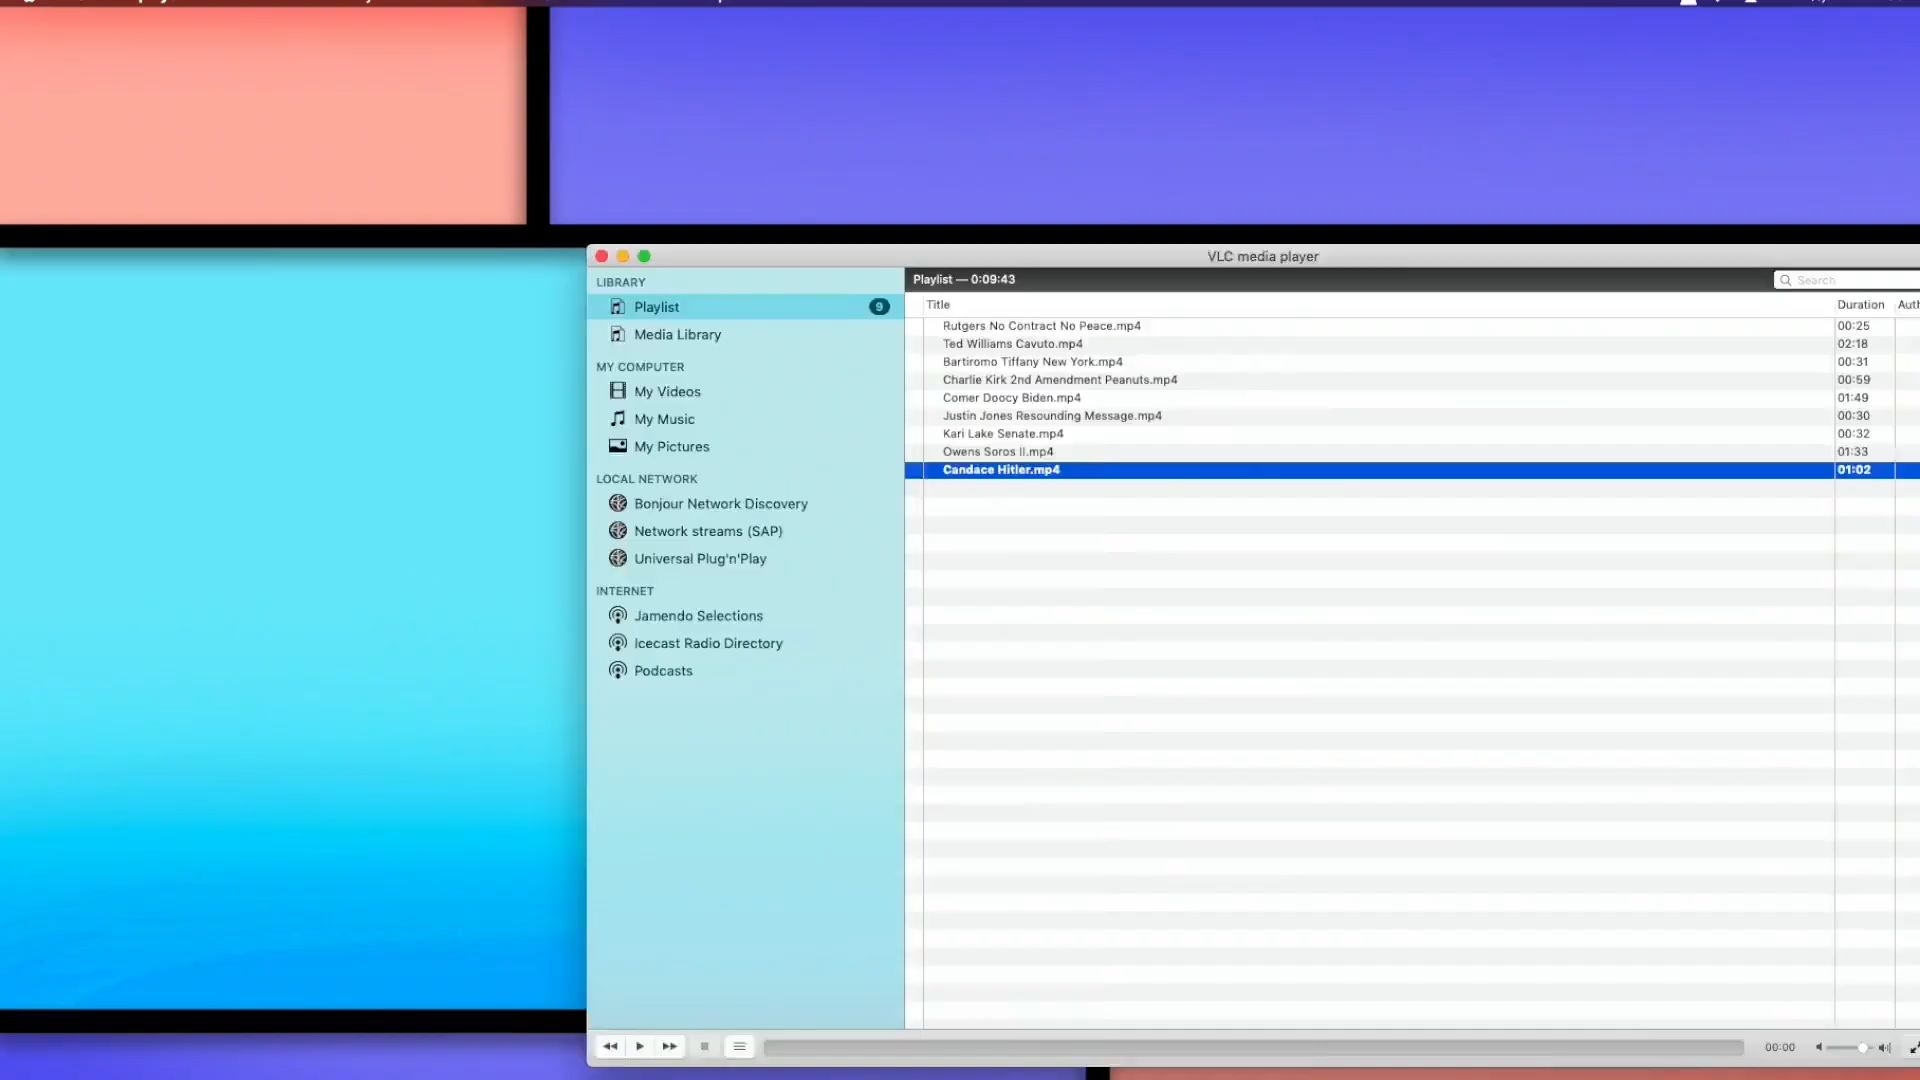 VLC media player
LIBRARY
Playlist 9
Media Library
MY COMPUTER
My Videos
My Music
My Pictures
LOCAL NETWORK
Bonjour Network Discovery
Network streams (SAP)
Universal Plug'n'Play
INTERNET
Jamendo Selections
Icecast Radio Directory
Podcasts
Playlist — 0:09:43
Search
Title Duration Auth
Rutgers No Contract No Peace.mp4 00:25
Ted Williams Cavuto.mp4 02:18
Bartiromo Tiffany New York.mp4 00:31
Charlie Kirk 2nd Amendment Peanuts.mp4 00:59
Comer Doocy Biden.mp4 01:49
Justin Jones Resounding Message.mp4 00:30
Kari Lake Senate.mp4 00:32
Owens Soros II.mp4 01:33
Candace Hitler.mp4 01:02
00:00